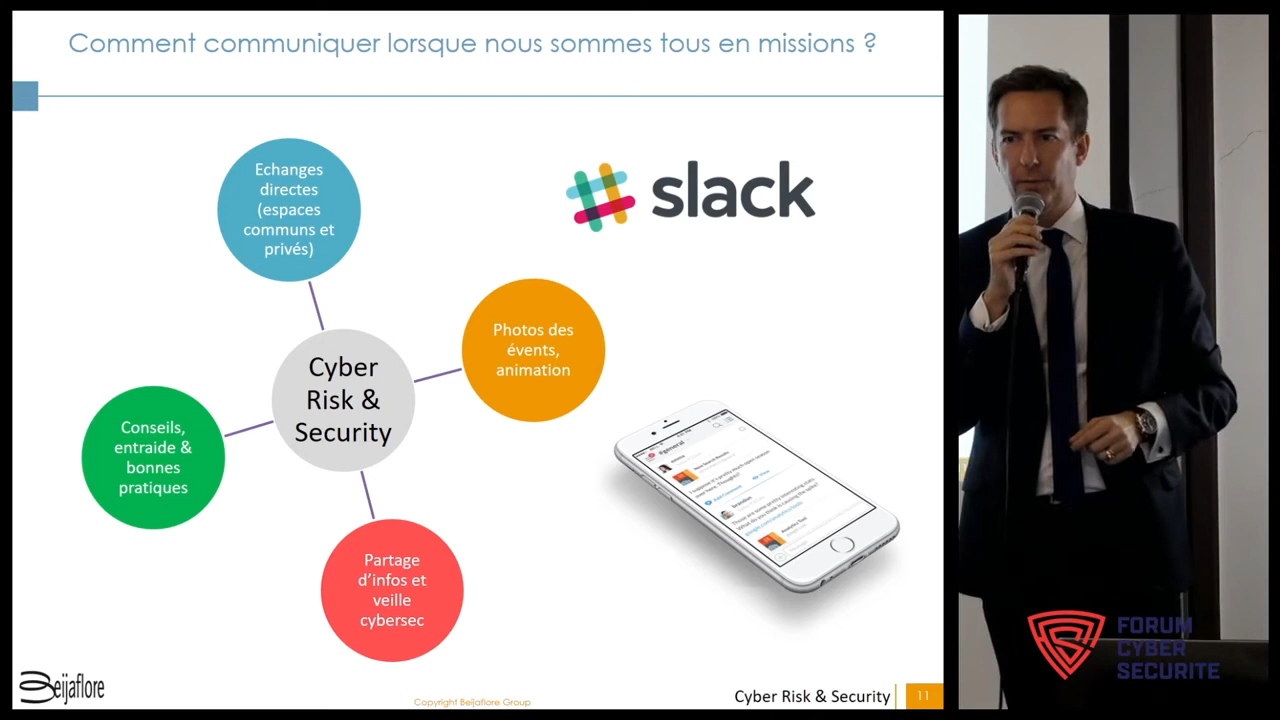 Comment communiquer lorsque nous sommes tous en missions ?
Echanges
directes
(espaces
communs et
privés)
slack
Photos des
évents,
animation
Cyber
Risk &
Security
Conseils,
entraide &
bonnes
pratiques
#general
Partage
d'infos et
veille
cybersec
Beijaflore
Copyright Beijaflore Group
Cyber Risk & Security
11
FORUM
CYBER
SECURITE